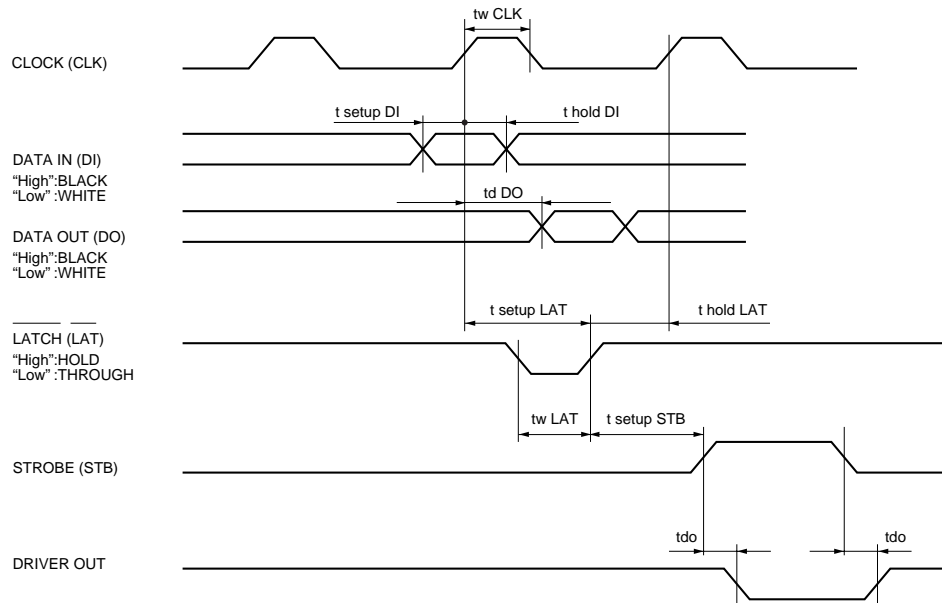 tw CLK
CLOCK (CLK)
t setup DI
t hold DI
DATA IN (DI)
“High”:BLACK
“Low” :WHITE
td DO
DATA OUT (DO)
“High”:BLACK
“Low” :WHITE
t setup LAT
t hold LAT
LATCH (LAT)
“High”:HOLD
“Low” :THROUGH
tw LAT
t setup STB
STROBE (STB)
tdo
tdo
DRIVER OUT